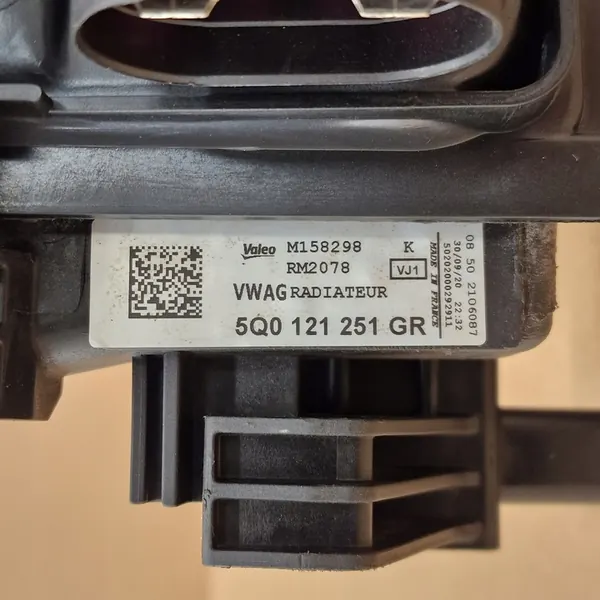 Valeo M158298 K
RM2078 VJ1
VWAG RADIATEUR
5Q0 121 251 GR
MADE IN FRANCE
50202000292911
30/09/20 22:32
08 50 2106087